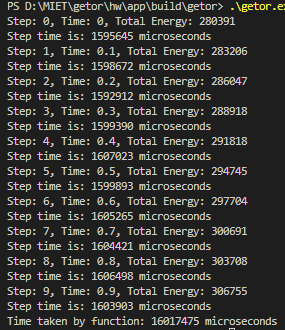 PS D:\MIET\getor\hw\app\build\getor> .\getor.ex
Step: 0, Time: 0, Total Energy: 280391
Step time is: 1595645 microseconds
Step: 1, Time: 0.1, Total Energy: 283206
Step time is: 1598672 microseconds
Step: 2, Time: 0.2, Total Energy: 286047
Step time is: 1592912 microseconds
Step: 3, Time: 0.3, Total Energy: 288918
Step time is: 1599390 microseconds
Step: 4, Time: 0.4, Total Energy: 291818
Step time is: 1607023 microseconds
Step: 5, Time: 0.5, Total Energy: 294745
Step time is: 1599893 microseconds
Step: 6, Time: 0.6, Total Energy: 297704
Step time is: 1605265 microseconds
Step: 7, Time: 0.7, Total Energy: 300691
Step time is: 1604421 microseconds
Step: 8, Time: 0.8, Total Energy: 303708
Step time is: 1606498 microseconds
Step: 9, Time: 0.9, Total Energy: 306755
Step time is: 1603903 microseconds
Time taken by function: 16017475 microseconds